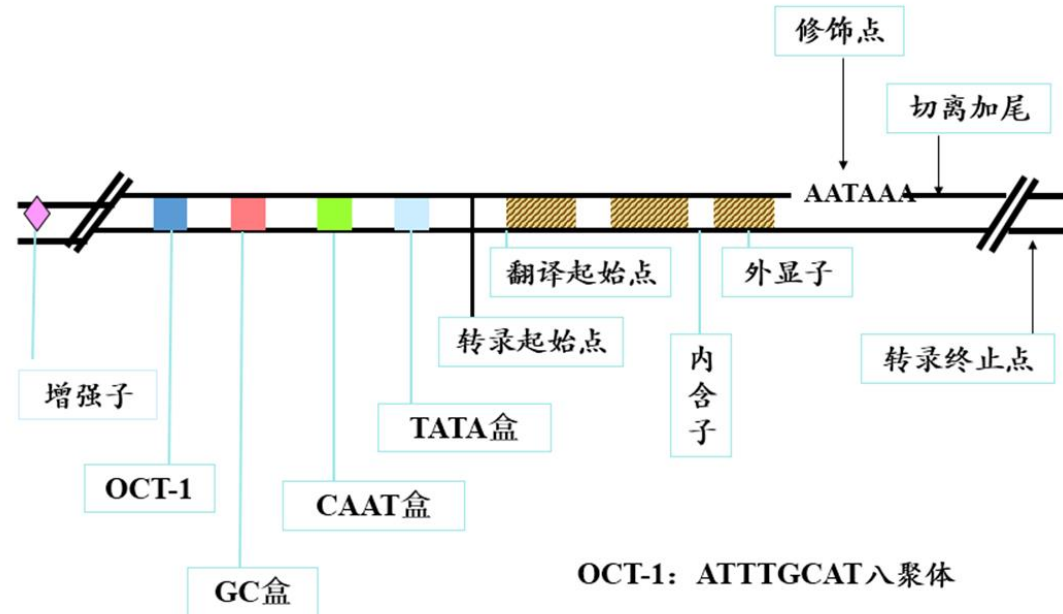 修饰点
切离加尾
AATAAA
翻译起始点
外显子
转录起始点
内含子
转录终止点
增强子
TATA盒
OCT-1
CAAT盒
GC盒
OCT-1：ATTTGCAT八聚体